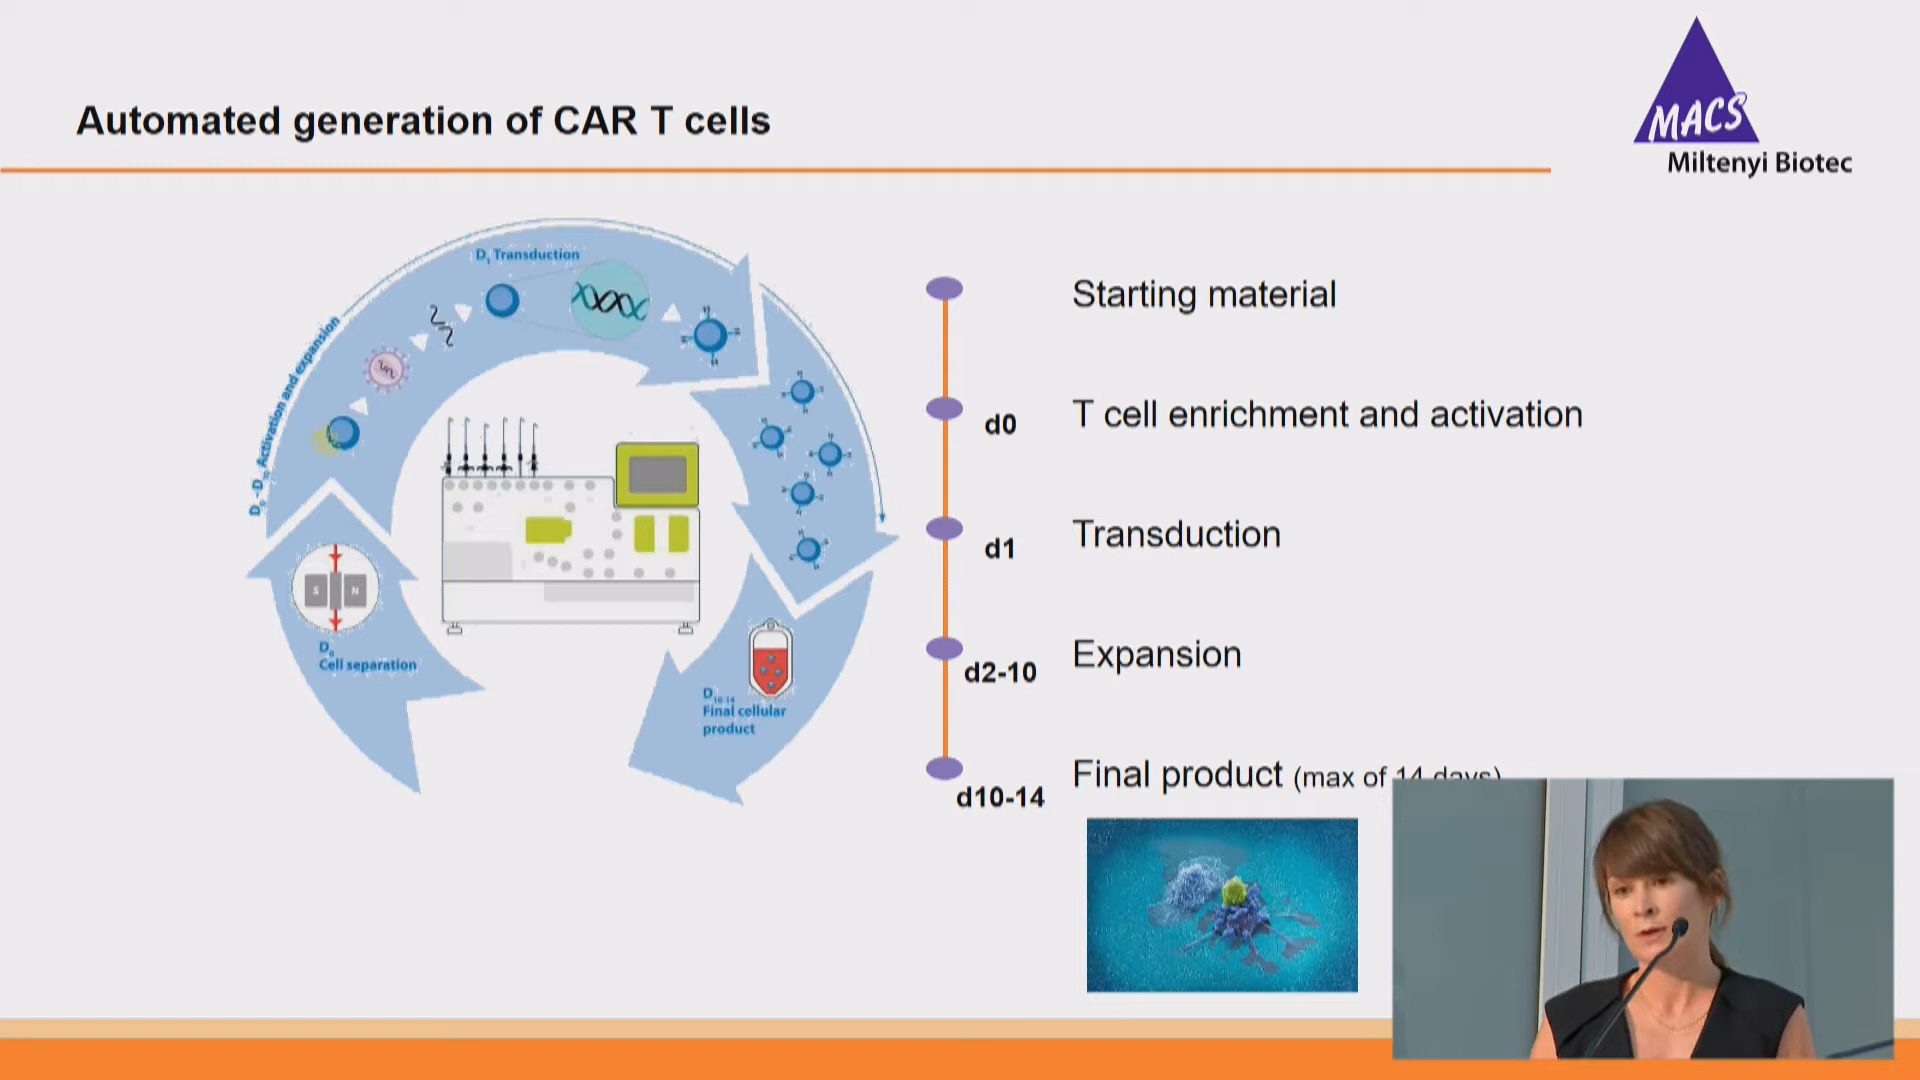 Automated generation of CAR T cells
MACS
Miltenyi Biotec
D1 Transduction
Activation and expansion
S N
D0
Cell separation
D10-14
Final cellular
product
Starting material
d0 T cell enrichment and activation
d1 Transduction
d2-10 Expansion
d10-14 Final product (max of 14 days)